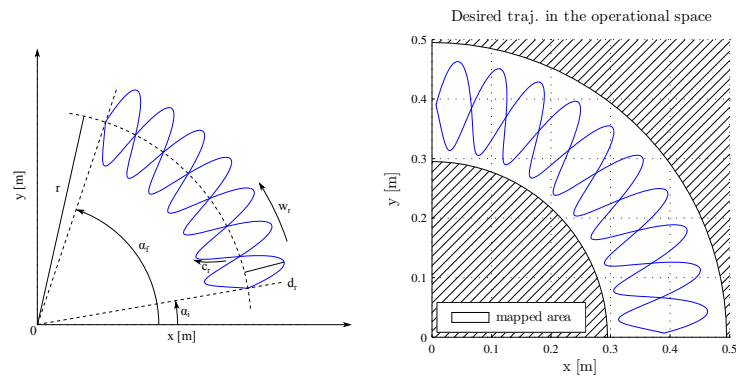 y [m]
r
α_f
w_r
c_r
d_r
α_i
0
x [m]
Desired traj. in the operational space
0.5
0.4
0.3
0.2
0.1
0
y [m]
mapped area
0 0.1 0.2 0.3 0.4 0.5
x [m]